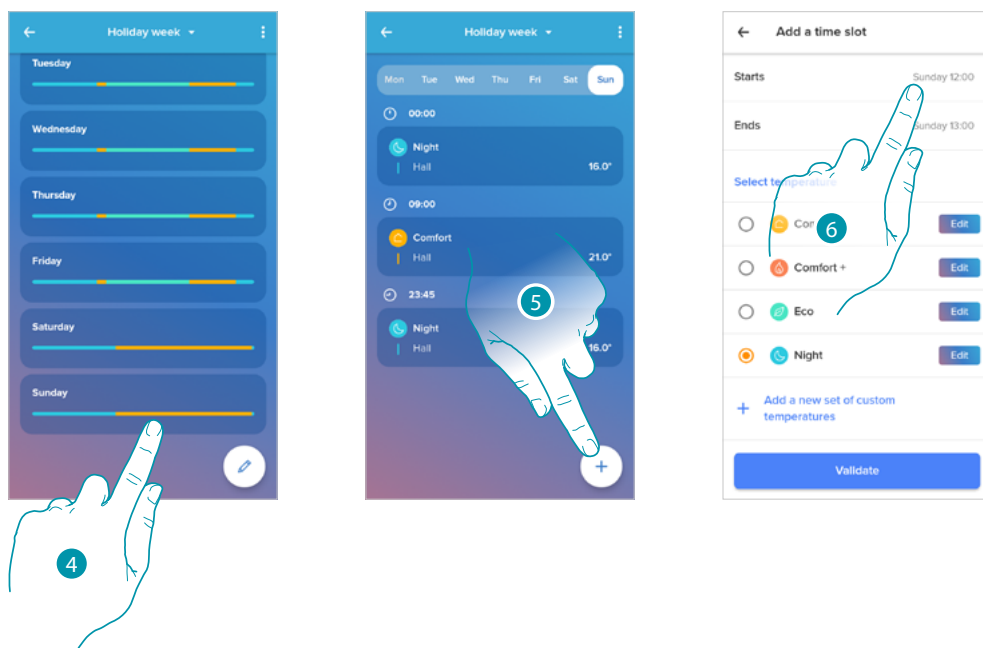 Holiday week
Tuesday
Wednesday
Thursday
Friday
Saturday
Sunday
4
Holiday week
Mon Tue Wed Thu Fri Sat Sun
00:00
Night
Hall 16.0°
09:00
Comfort
Hall 21.0°
23:45
Night
Hall 16.0°
5
Add a time slot
Starts Sunday 12:00
Ends Sunday 13:00
Select temperature
Edit
6
Comfort + Edit
Eco Edit
Night Edit
+ Add a new set of custom
temperatures
Validate